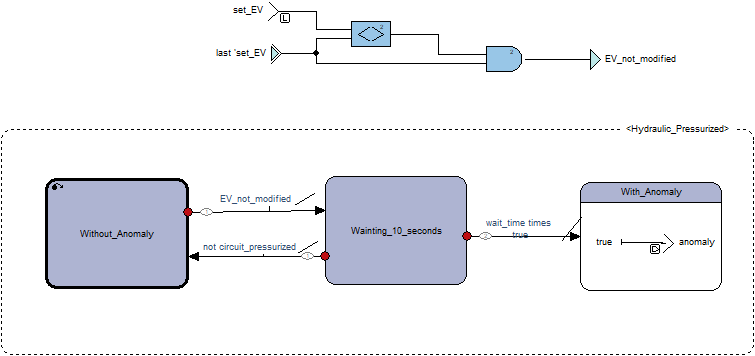 set_EV
L
2
last 'set_EV
2
EV_not_modified
<Hydraulic_Pressurized>
Without_Anomaly
EV_not_modified
not circuit_pressurized
Wainting_10_seconds
wait_time times
true
With_Anomaly
true
anomaly